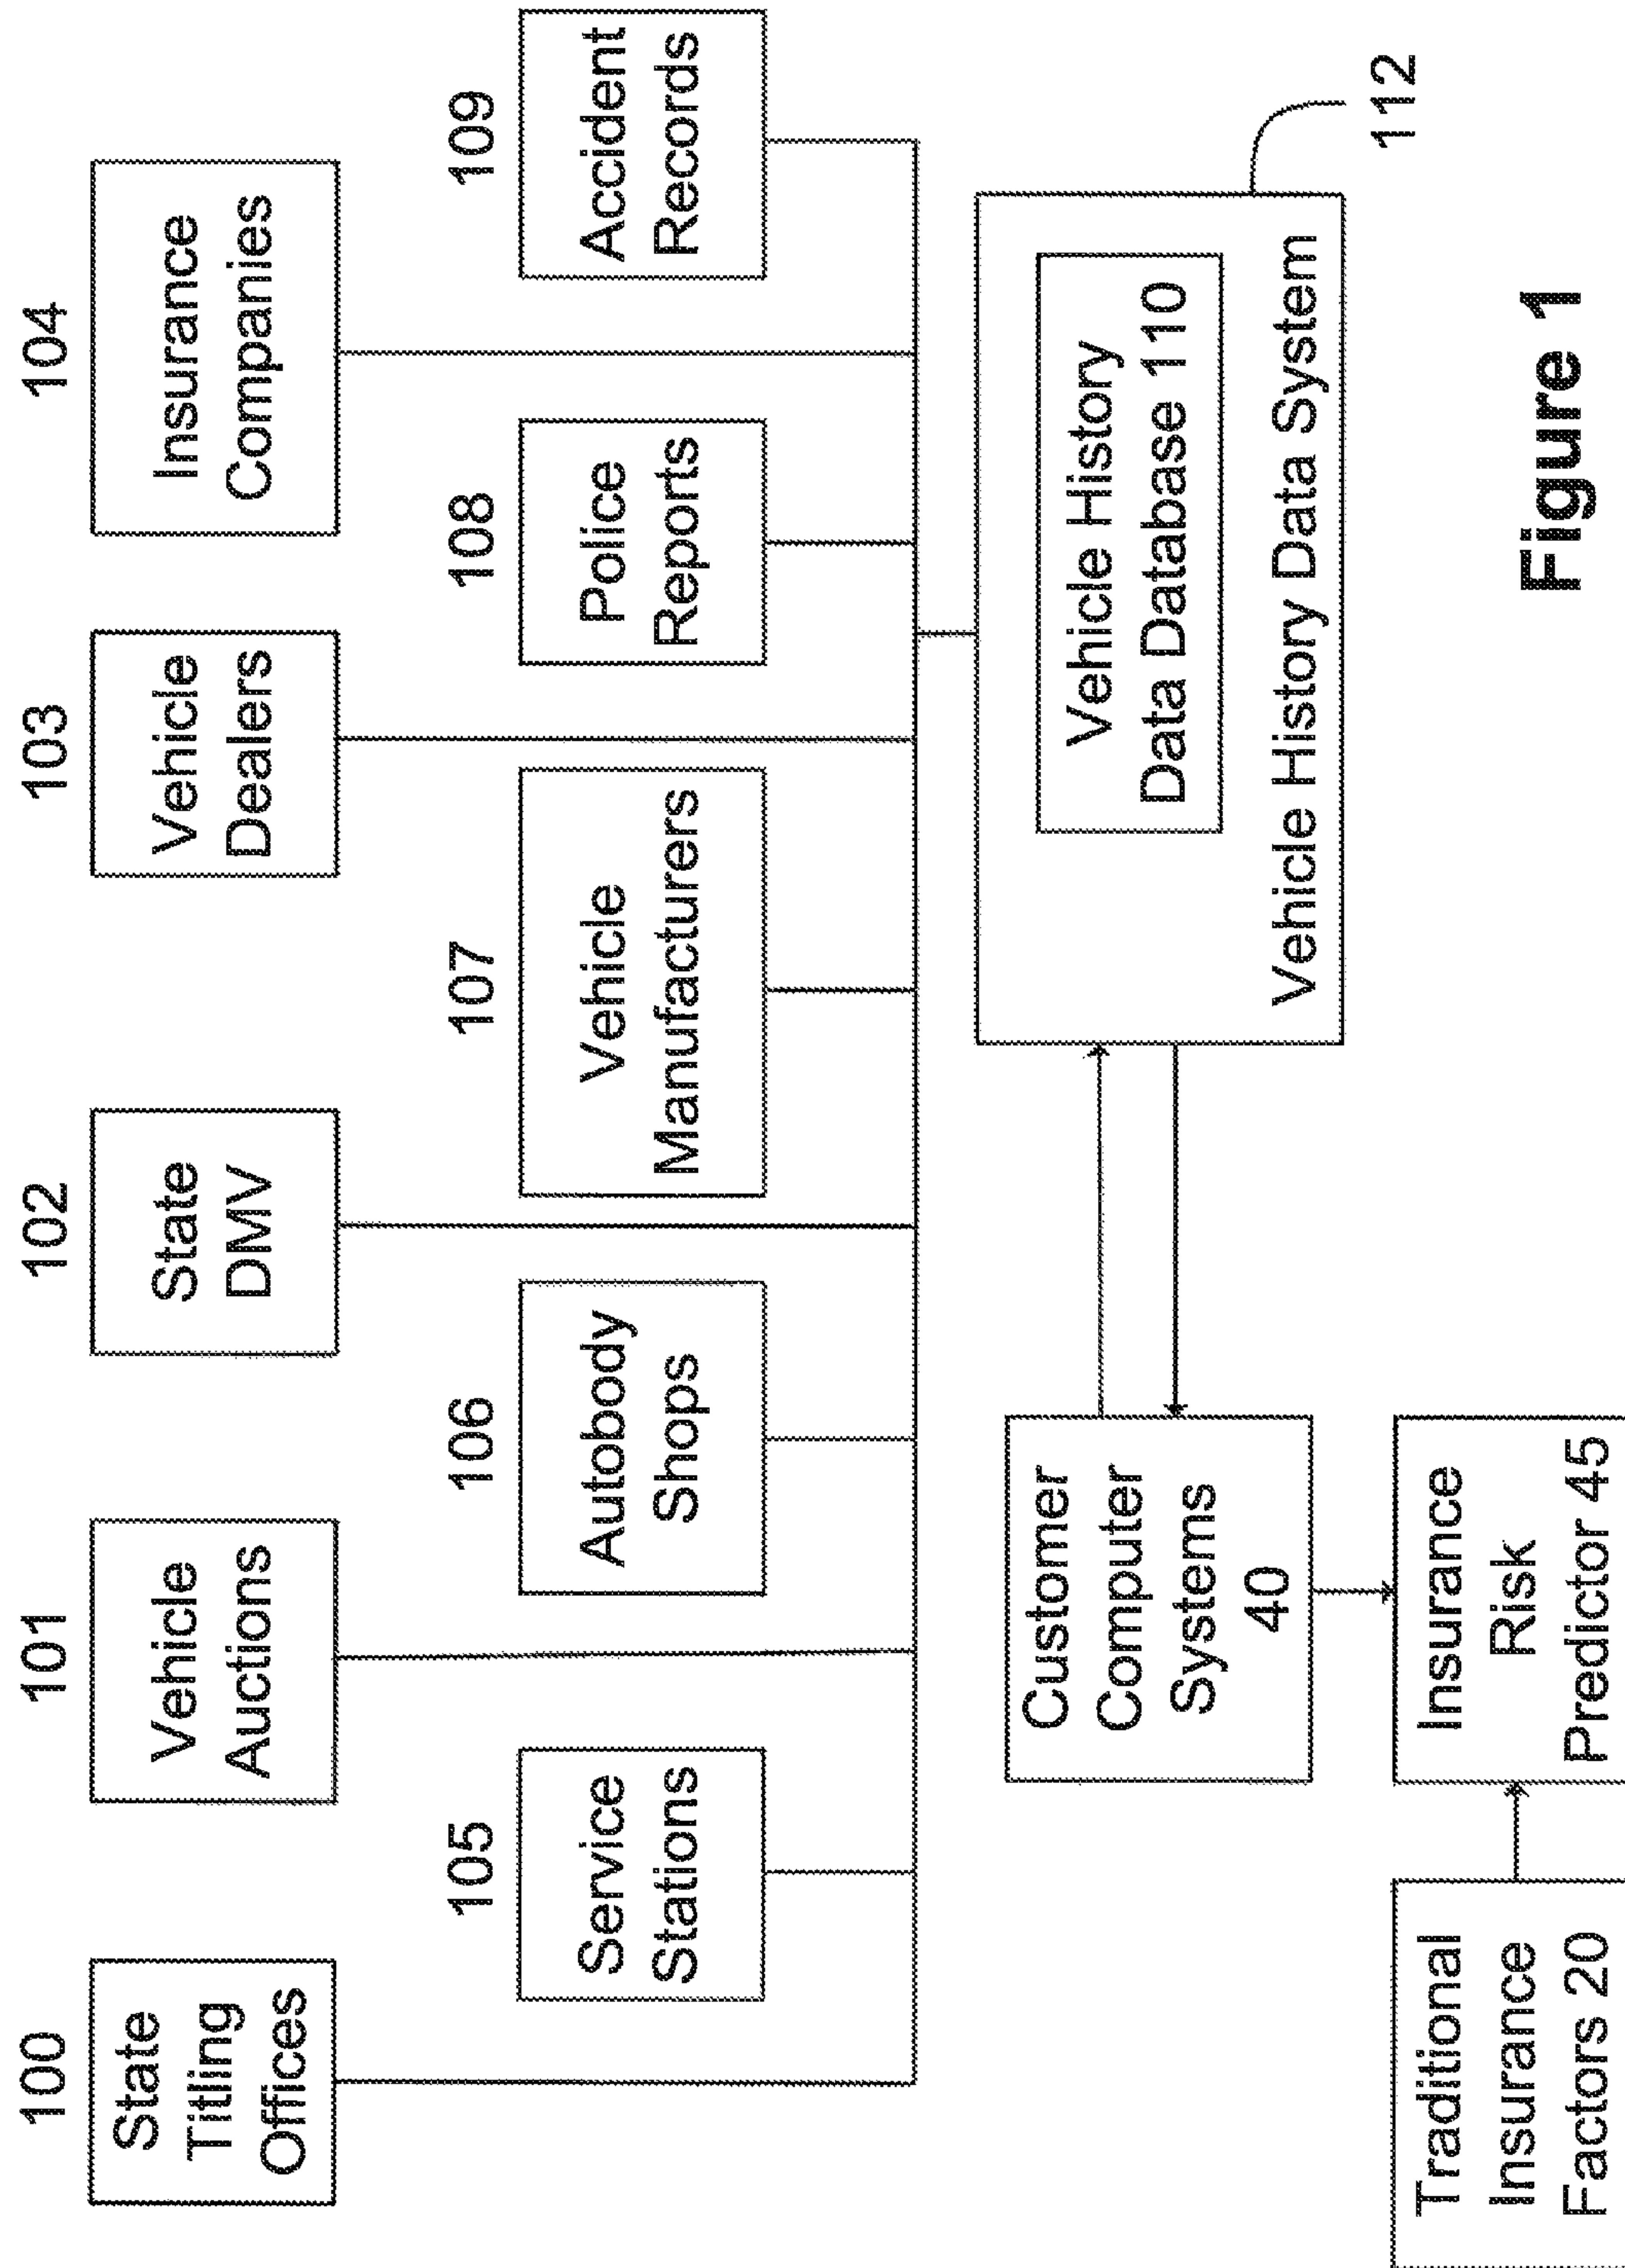 100
State
Titling
Offices
101
Vehicle
Auctions
102
State
DMV
103
Vehicle
Dealers
104
Insurance
Companies
105
Service
Stations
106
Autobody
Shops
107
Vehicle
Manufacturers
108
Police
Reports
109
Accident
Records
Vehicle History
Data Database 110
Vehicle History Data System
112
Customer
Computer
Systems
40
Traditional
Insurance
Factors 20
Insurance
Risk
Predictor 45
Figure 1